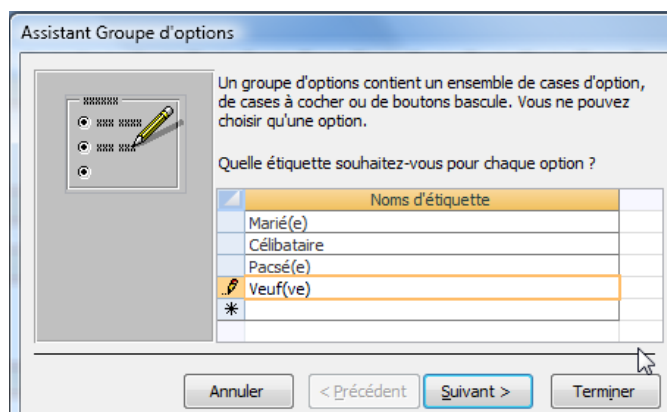 Assistant Groupe d'options
Un groupe d'options contient un ensemble de cases d'option,
de cases à cocher ou de boutons bascule. Vous ne pouvez
choisir qu'une option.
Quelle étiquette souhaitez-vous pour chaque option ?
Noms d'étiquette
Marié(e)
Célibataire
Pacsé(e)
Veuf(ve)
Annuler
< Précédent
Suivant >
Terminer